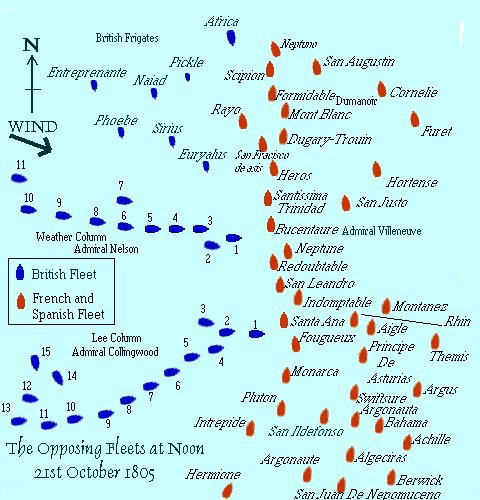 Africa
British Frigates
Neptuno
N
Pickle
San Augustin
Entreprenante
Naiad
Scipion
Cornelie
Formidable
Dumanoir
Rayo
Mont Blanc
WIND
Phoebe
Sirius
Furet
Dugary-Trouin
Euryalus
San Fracisco
de asis
11
Heros
Hortense
7
Santissima
Trinidad
San Justo
10
9
8
6
5
4
3
2
1
Bucentaure
Admiral Villeneuve
Weather Column
Admiral Nelson
Neptune
Redoubtable
British Fleet
San Leandro
French and
Spanish Fleet
Indomptable
Montanez
3
2
1
Santa Ana
Rhin
Aigle
Lee Column
Admiral Collingwood
Fougueux
Principe
De
Asturias
Themis
15
14
5
4
Monarca
7
6
12
Swiftsure
Argus
Pluton
Argonauta
13
11
10
9
8
Bahama
Intrepide
San Ildefonso
Achille
The Opposing Fleets at Noon
21st October 1805
Algeciras
Argonaute
Hermione
Berwick
San Juan De Nepomuceno